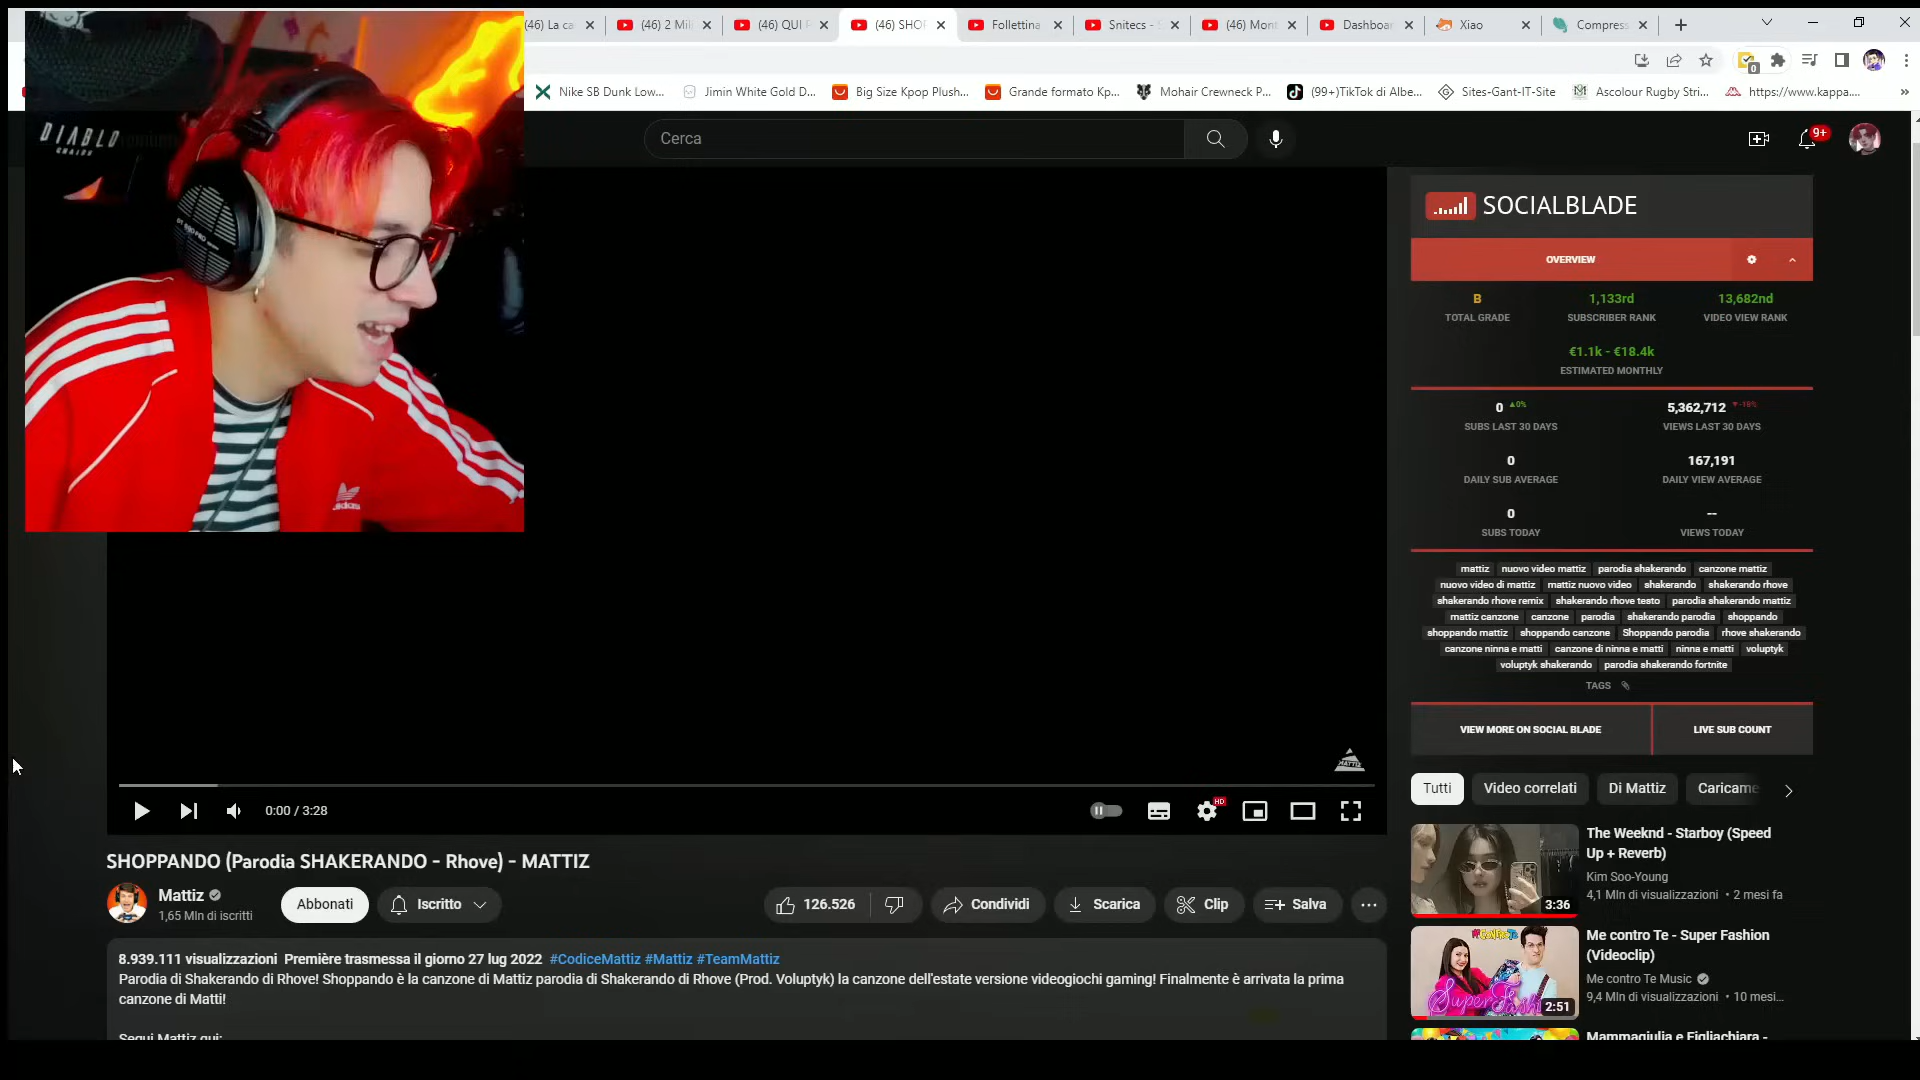 (46) La ca
(46) 2 Mili
(46) QUI P
(46) SHOP
Follettina
Snitecs - S
(46) Mont
Dashboar
Xiao
Compress
Nike SB Dunk Low...
Jimin White Gold D...
Big Size Kpop Plush...
Grande formato Kp...
Mohair Crewneck P...
(99+)TikTok di Albe...
Sites-Gant-IT-Site
Ascolour Rugby Stri...
https://www.kappa....
0
DIABLO
Cerca
9+
adidas
SOCIALBLADE
OVERVIEW
B
TOTAL GRADE
1,133rd
SUBSCRIBER RANK
13,682nd
VIDEO VIEW RANK
€1.1k - €18.4k
ESTIMATED MONTHLY
0 ▲0%
SUBS LAST 30 DAYS
5,362,712 ▼-18%
VIEWS LAST 30 DAYS
0
DAILY SUB AVERAGE
167,191
DAILY VIEW AVERAGE
0
SUBS TODAY
--
VIEWS TODAY
mattiz nuovo video mattiz parodia shakerando canzone mattiz
nuovo video di mattiz mattiz nuovo video shakerando shakerando rhove
shakerando rhove remix shakerando rhove testo parodia shakerando mattiz
mattiz canzone canzone parodia shakerando parodia shoppando
shoppando mattiz shoppando canzone Shoppando parodia rhove shakerando
canzone ninna e matti canzone di ninna e matti ninna e matti voluptyk
voluptyk shakerando parodia shakerando fortnite
TAGS
VIEW MORE ON SOCIAL BLADE
LIVE SUB COUNT
MATTIZ
0:00 / 3:28
HD
SHOPPANDO (Parodia SHAKERANDO - Rhove) - MATTIZ
Mattiz
1,65 Mln di iscritti
Abbonati
Iscritto
126.526
Condividi
Scarica
Clip
Salva
8.939.111 visualizzazioni Première trasmessa il giorno 27 lug 2022 #CodiceMattiz #Mattiz #TeamMattiz
Parodia di Shakerando di Rhove! Shoppando è la canzone di Mattiz parodia di Shakerando di Rhove (Prod. Voluptyk) la canzone dell'estate versione videogiochi gaming! Finalmente è arrivata la prima
canzone di Matti!
Segui Mattiz qui:
Tutti
Video correlati
Di Mattiz
Caricame
The Weeknd - Starboy (Speed
Up + Reverb)
Kim Soo-Young
4,1 Mln di visualizzazioni • 2 mesi fa
3:36
Me contro Te - Super Fashion
(Videoclip)
Me contro Te Music
9,4 Mln di visualizzazioni • 10 mesi...
2:51
Mammagiulia e Figliachiara -